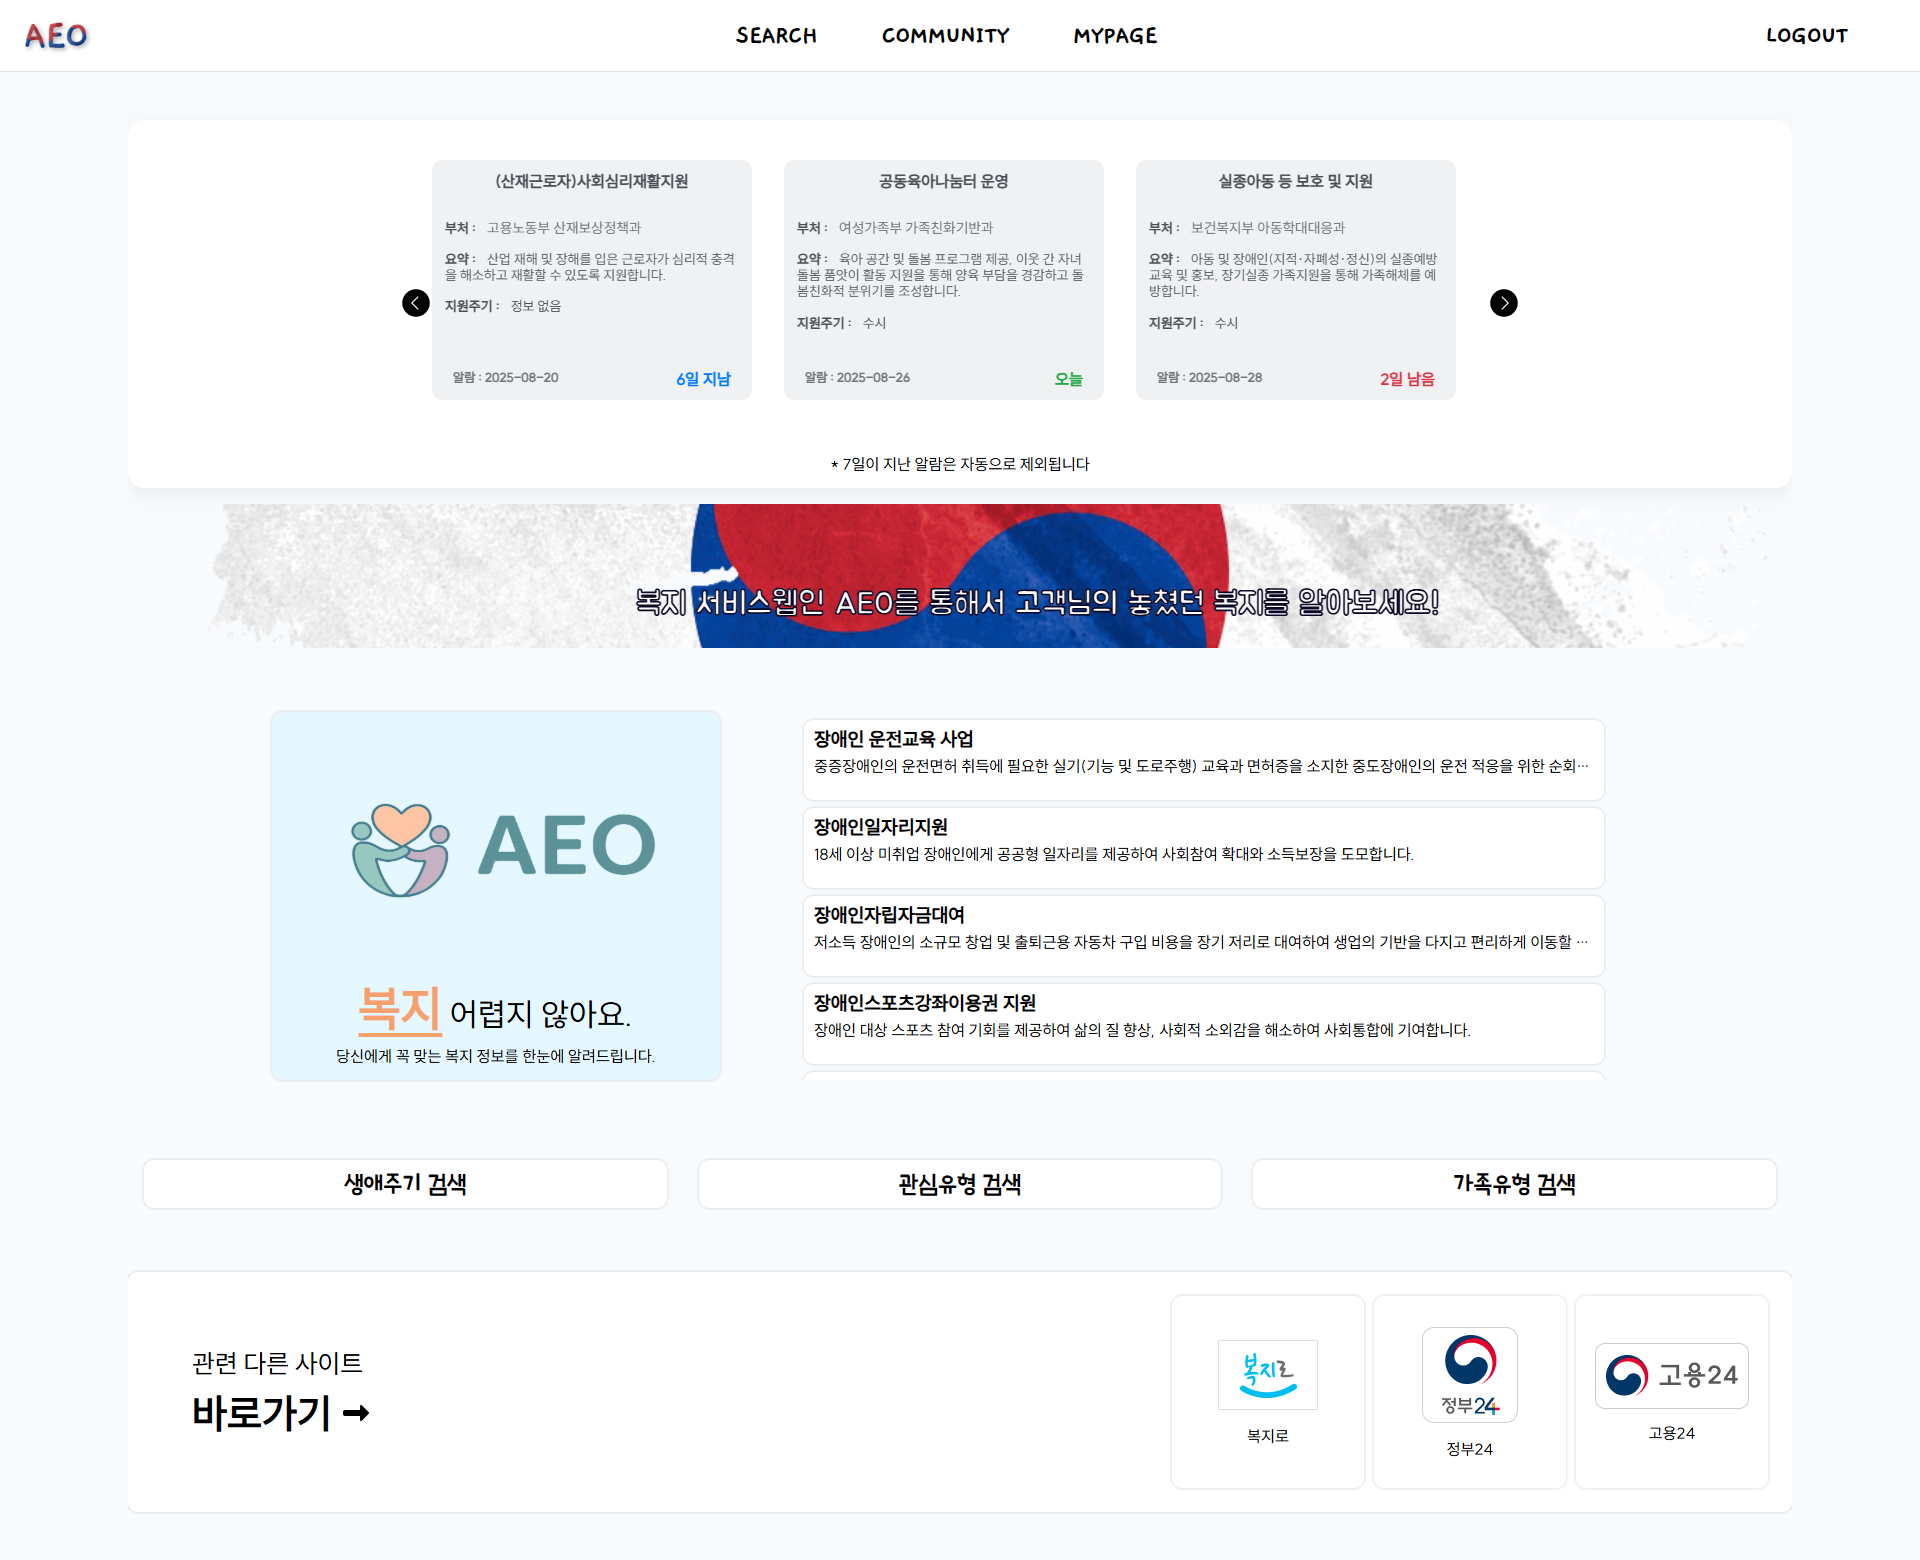 AEO
SEARCH
COMMUNITY
MYPAGE
LOGOUT
(산재근로자)사회심리재활지원
부처 : 고용노동부 산재보상정책과
요약 : 산업 재해 및 장해를 입은 근로자가 심리적 충격
을 해소하고 재활할 수 있도록 지원합니다.
지원주기 : 정보 없음
알람 : 2025-08-20
6일 지남
공동육아나눔터 운영
부처 : 여성가족부 가족친화기반과
요약 : 육아 공간 및 돌봄 프로그램 제공, 이웃 간 자녀
돌봄 품앗이 활동 지원을 통해 양육 부담을 경감하고 돌
봄친화적 분위기를 조성합니다.
지원주기 : 수시
알람 : 2025-08-26
오늘
실종아동 등 보호 및 지원
부처 : 보건복지부 아동학대대응과
요약 : 아동 및 장애인(지적·자폐성·정신)의 실종예방
교육 및 홍보, 장기실종 가족지원을 통해 가족해체를 예
방합니다.
지원주기 : 수시
알람 : 2025-08-28
2일 남음
* 7일이 지난 알람은 자동으로 제외됩니다
복지 서비스웹인 AEO를 통해서 고객님의 놓쳤던 복지를 알아보세요!
AEO
복지 어렵지 않아요.
당신에게 꼭 맞는 복지 정보를 한눈에 알려드립니다.
장애인 운전교육 사업
중증장애인의 운전면허 취득에 필요한 실기(기능 및 도로주행) 교육과 면허증을 소지한 중도장애인의 운전 적응을 위한 순회…
장애인일자리지원
18세 이상 미취업 장애인에게 공공형 일자리를 제공하여 사회참여 확대와 소득보장을 도모합니다.
장애인자립자금대여
저소득 장애인의 소규모 창업 및 출퇴근용 자동차 구입 비용을 장기 저리로 대여하여 생업의 기반을 다지고 편리하게 이동할 …
장애인스포츠강좌이용권 지원
장애인 대상 스포츠 참여 기회를 제공하여 삶의 질 향상, 사회적 소외감을 해소하여 사회통합에 기여합니다.
생애주기 검색
관심유형 검색
가족유형 검색
관련 다른 사이트
바로가기
복지로
복지로
정부24
정부24
고용24
고용24